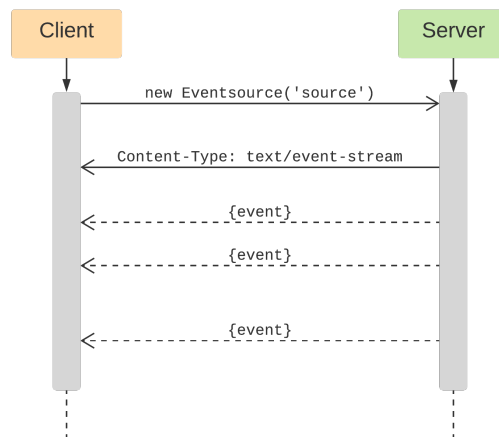 Client
Server
new Eventsource('source')
Content-Type: text/event-stream
{event}
{event}
{event}